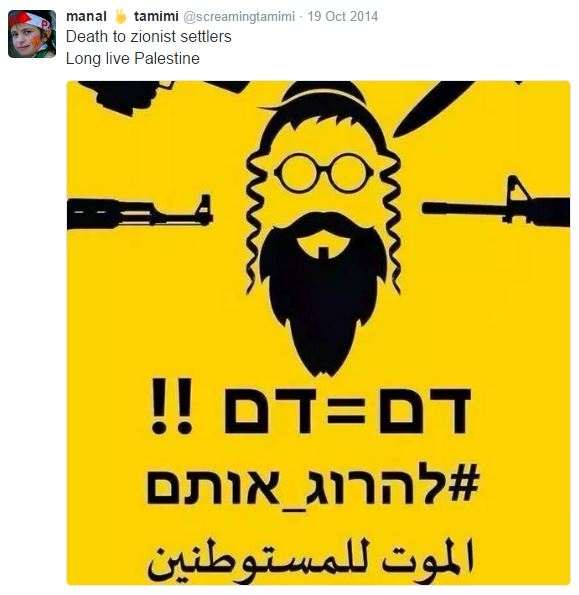 manal ✌ tamimi @screamingtamimi · 19 Oct 2014
Death to zionist settlers
Long live Palestine
דם=דם !!
#להרוג_אותם
الموت للمستوطنين